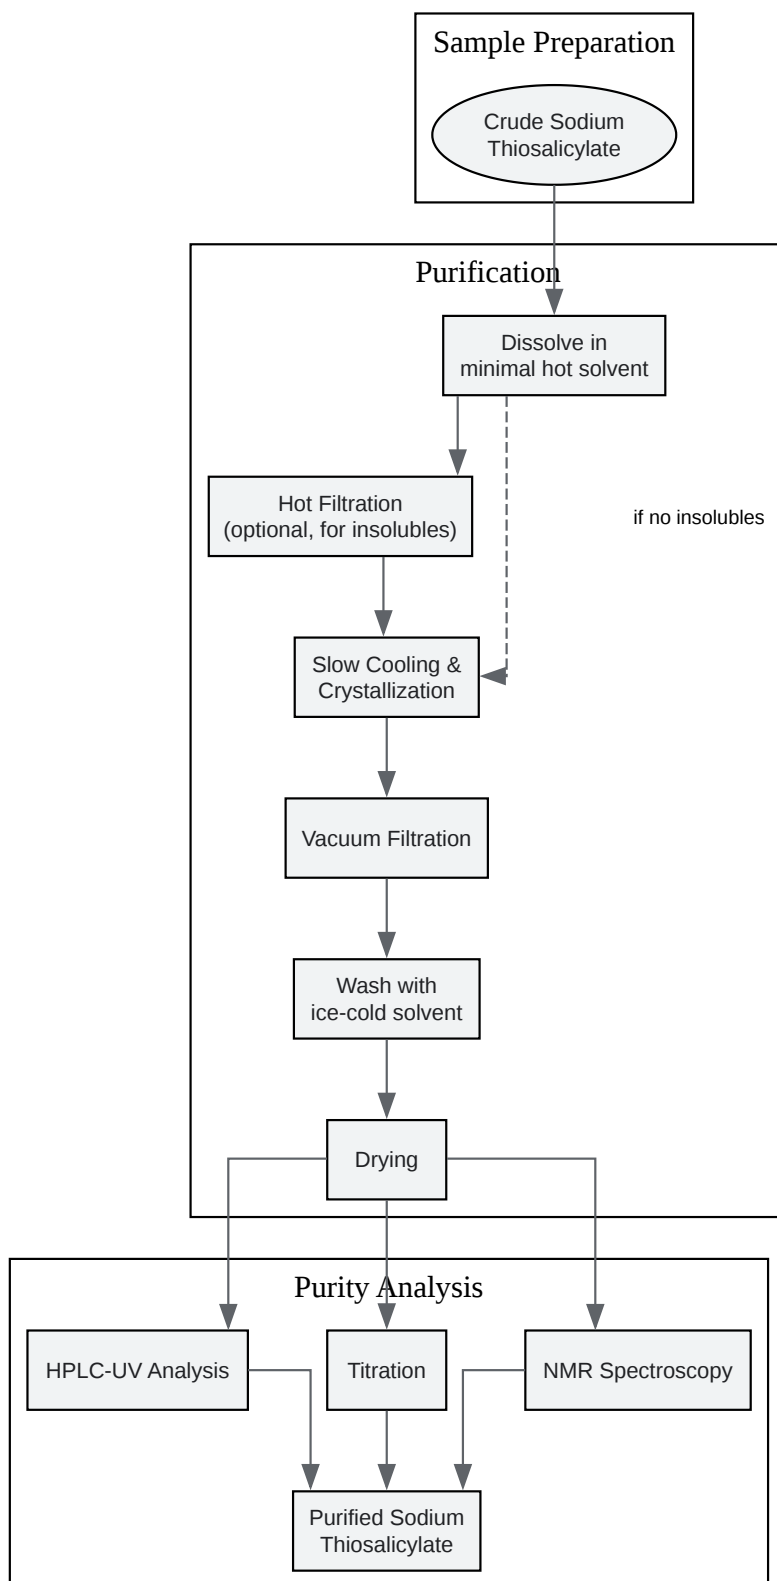 Sample Preparation
Crude Sodium
Thiosalicylate
Purification
Dissolve in
minimal hot solvent
Hot Filtration
(optional, for insolubles)
if no insolubles
Slow Cooling &
Crystallization
Vacuum Filtration
Wash with
ice-cold solvent
Drying
Purity Analysis
HPLC-UV Analysis
Titration
NMR Spectroscopy
Purified Sodium
Thiosalicylate